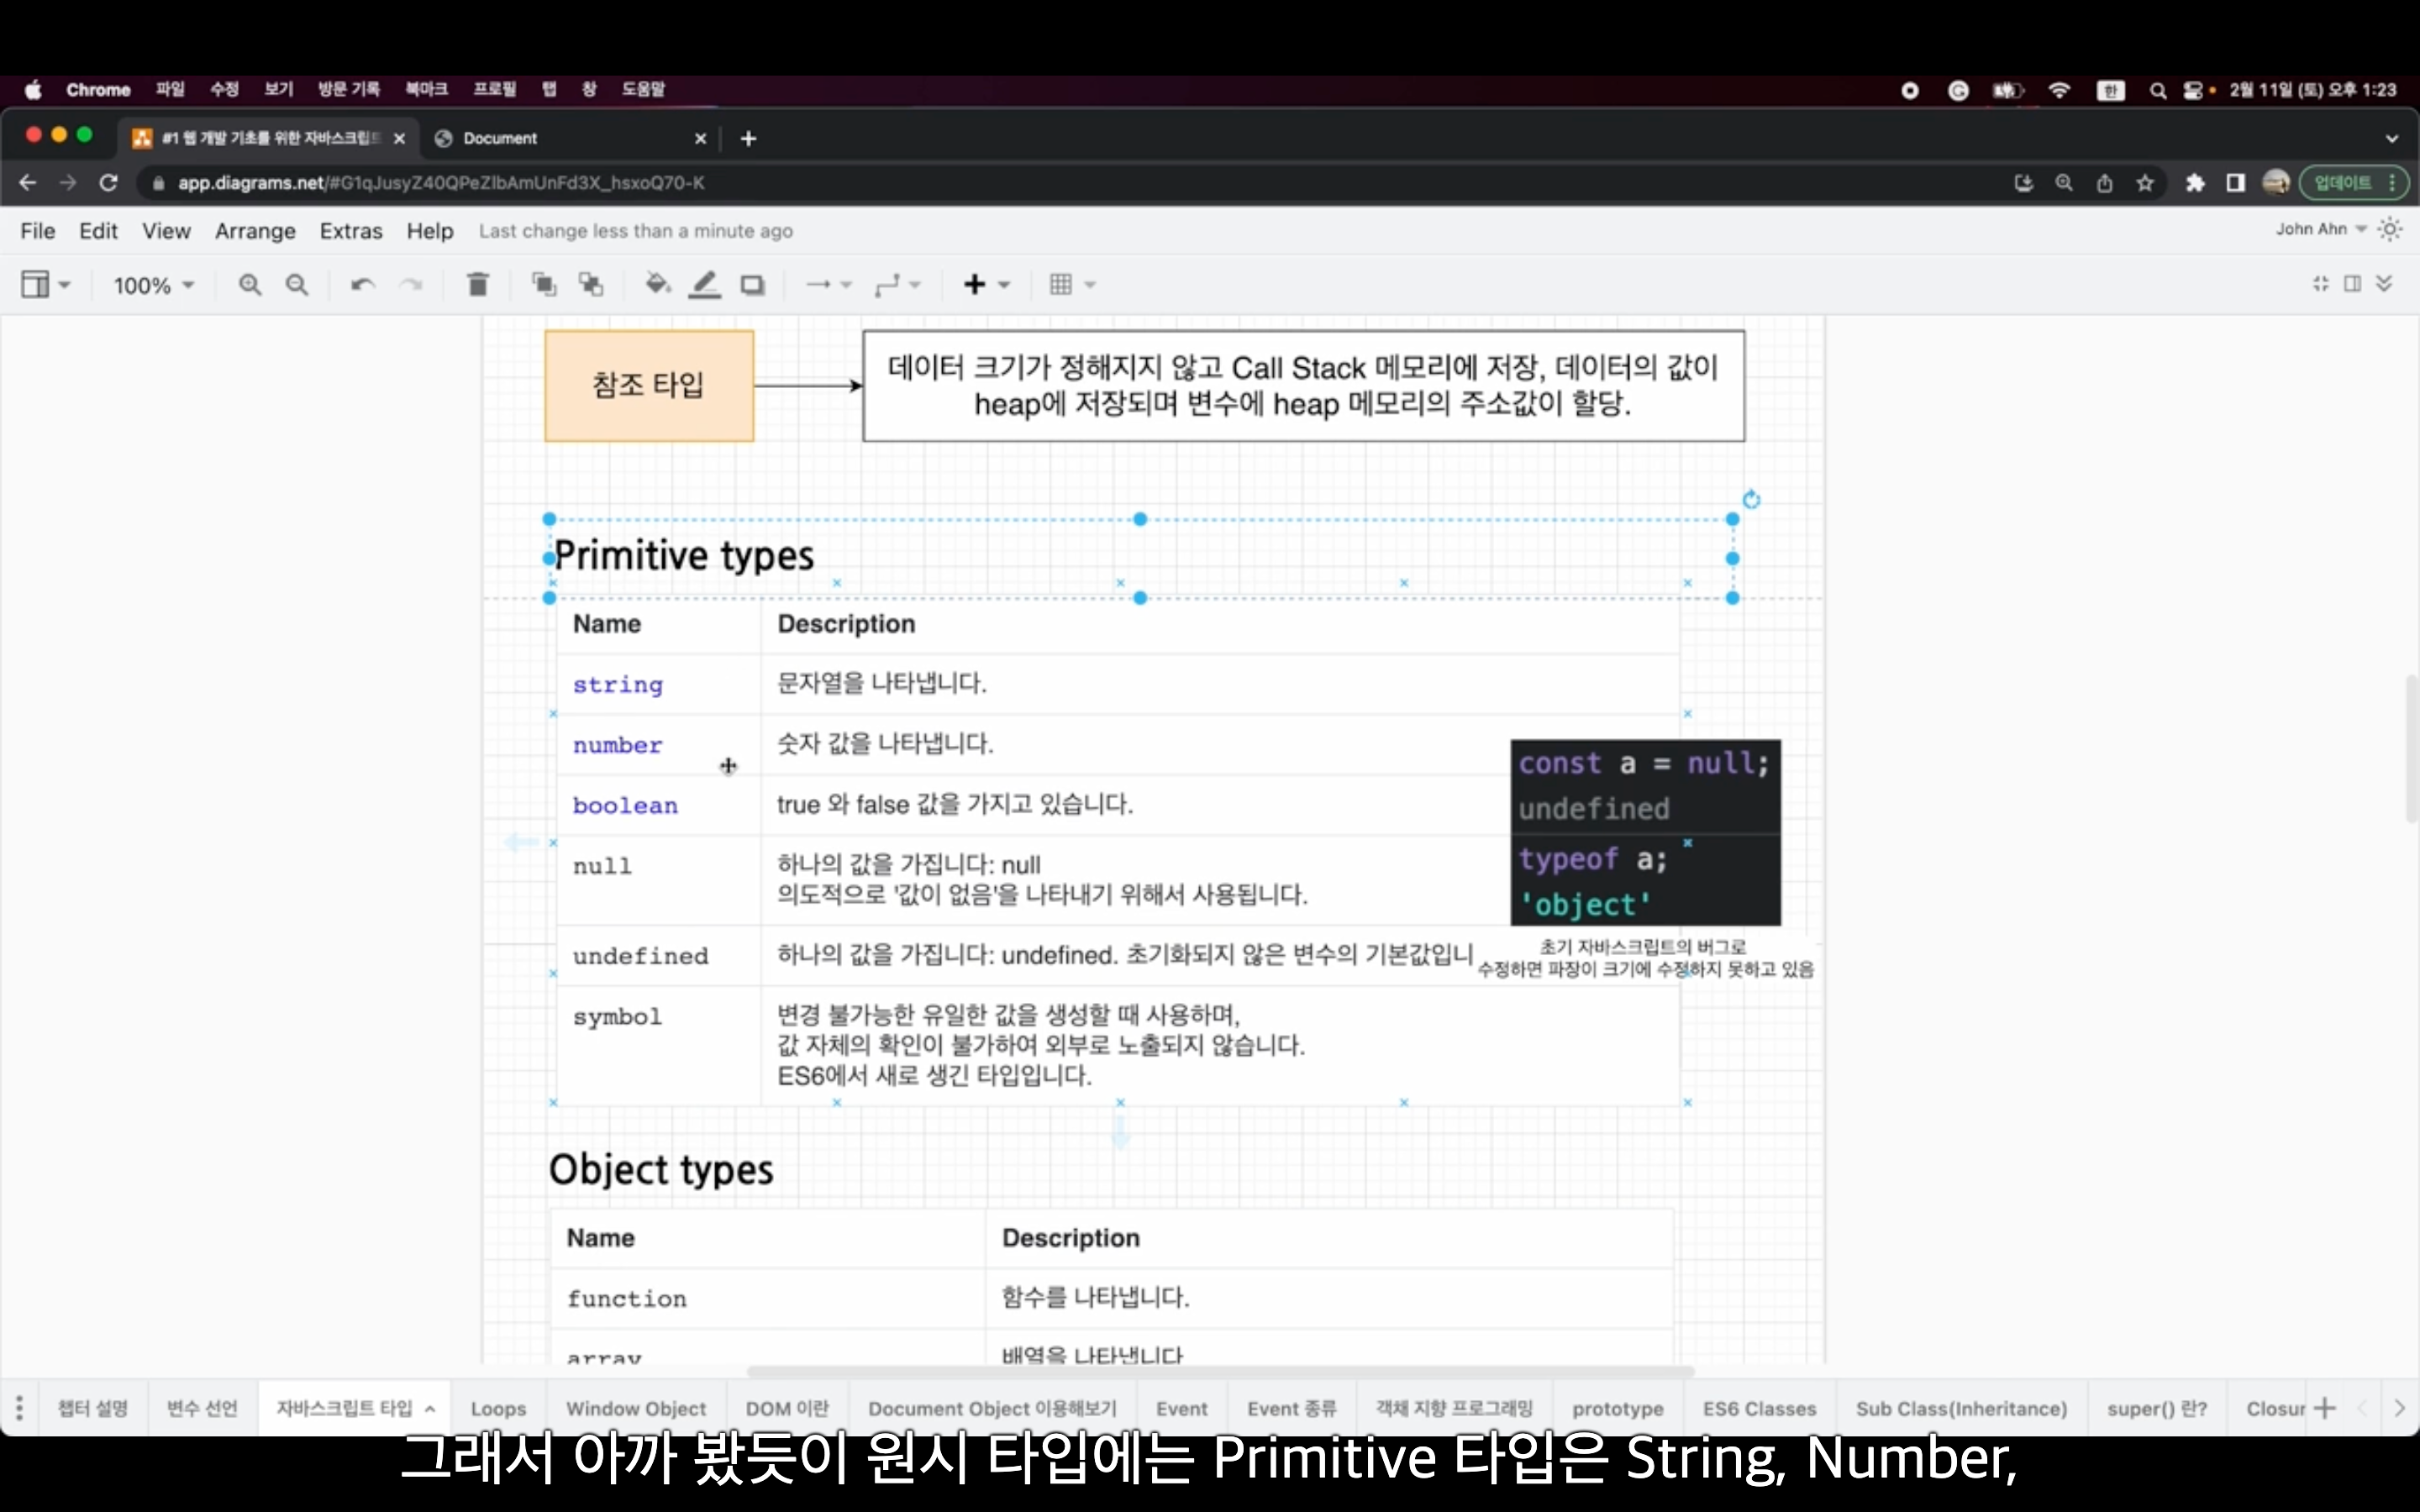 Chrome 파일 수정 보기 방문 기록 북마크 프로필 탭 창 도움말
한 2월 11일 (토) 오후 1:23
#1 웹 개발 기초를 위한 자바스크립트
Document
app.diagrams.net/#G1qJusyZ40QPeZlbAmUnFd3X_hsxoQ70-K
업데이트
File Edit View Arrange Extras Help Last change less than a minute ago
John Ahn
100%
참조 타입
데이터 크기가 정해지지 않고 Call Stack 메모리에 저장, 데이터의 값이
heap에 저장되며 변수에 heap 메모리의 주소값이 할당.
Primitive types
Name Description
string 문자열을 나타냅니다.
number 숫자 값을 나타냅니다.
boolean true 와 false 값을 가지고 있습니다.
null 하나의 값을 가집니다: null
의도적으로 '값이 없음'을 나타내기 위해서 사용됩니다.
undefined 하나의 값을 가집니다: undefined. 초기화되지 않은 변수의 기본값입니
symbol 변경 불가능한 유일한 값을 생성할 때 사용하며,
값 자체의 확인이 불가하여 외부로 노출되지 않습니다.
ES6에서 새로 생긴 타입입니다.
const a = null;
undefined
typeof a;
'object'
초기 자바스크립트의 버그로
수정하면 파장이 크기에 수정하지 못하고 있음
Object types
Name Description
function 함수를 나타냅니다.
array 배열을 나타냅니다
챕터 설명 변수 선언 자바스크립트 타입 Loops Window Object DOM 이란 Document Object 이용해보기 Event Event 종류 객채 지향 프로그래밍 prototype ES6 Classes Sub Class(Inheritance) super() 란? Closur
그래서 아까 봤듯이 원시 타입에는 Primitive 타입은 String, Number,